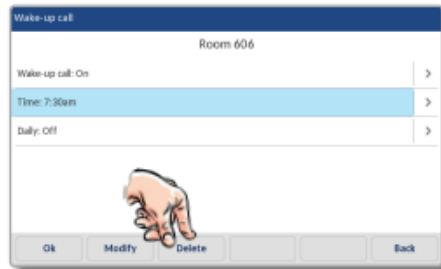 Wake-up call
Room 606
Wake-up call: On
Time: 7:30am
Daily: Off
Ok Modify Delete Back